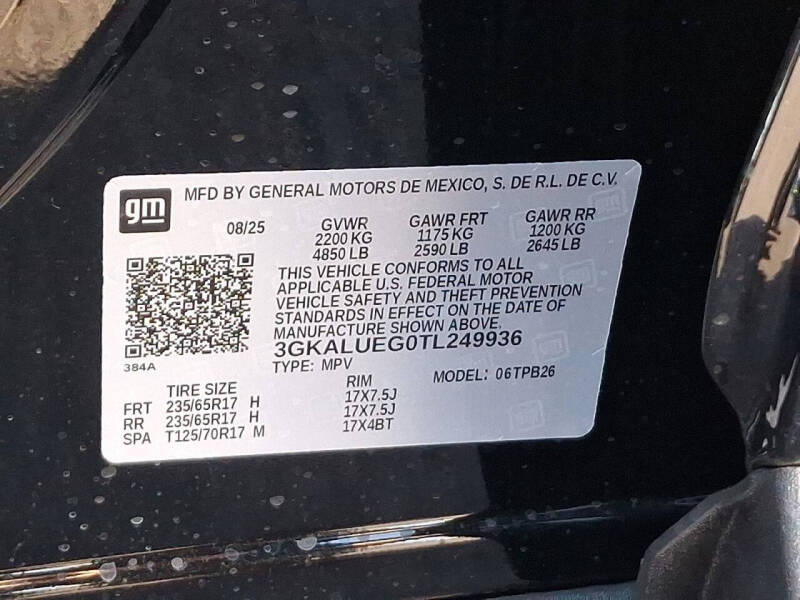 gm
MFD BY GENERAL MOTORS DE MEXICO, S. DE R.L. DE C.V.
08/25 GVWR GAWR FRT GAWR RR
2200 KG 1175 KG 1200 KG
4850 LB 2590 LB 2645 LB
THIS VEHICLE CONFORMS TO ALL
APPLICABLE U.S. FEDERAL MOTOR
VEHICLE SAFETY AND THEFT PREVENTION
STANDARDS IN EFFECT ON THE DATE OF
MANUFACTURE SHOWN ABOVE.
3GKALUEG0TL249936
384A
TYPE: MPV MODEL: 06TPB26
TIRE SIZE RIM
FRT 235/65R17 H 17X7.5J
RR 235/65R17 H 17X7.5J
SPA T125/70R17 M 17X4BT